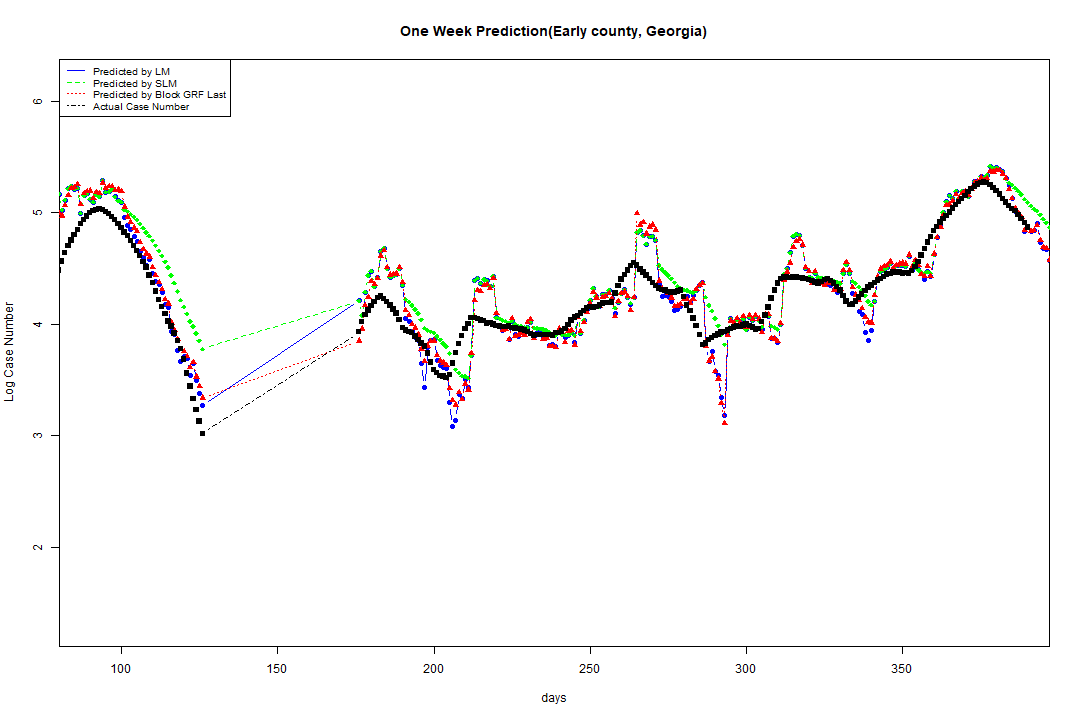 One Week Prediction(Early county, Georgia)
Predicted by LM
Predicted by SLM
Predicted by Block GRF Last
Actual Case Number
6
5
4
3
2
Log Case Number
100 150 200 250 300 350
days